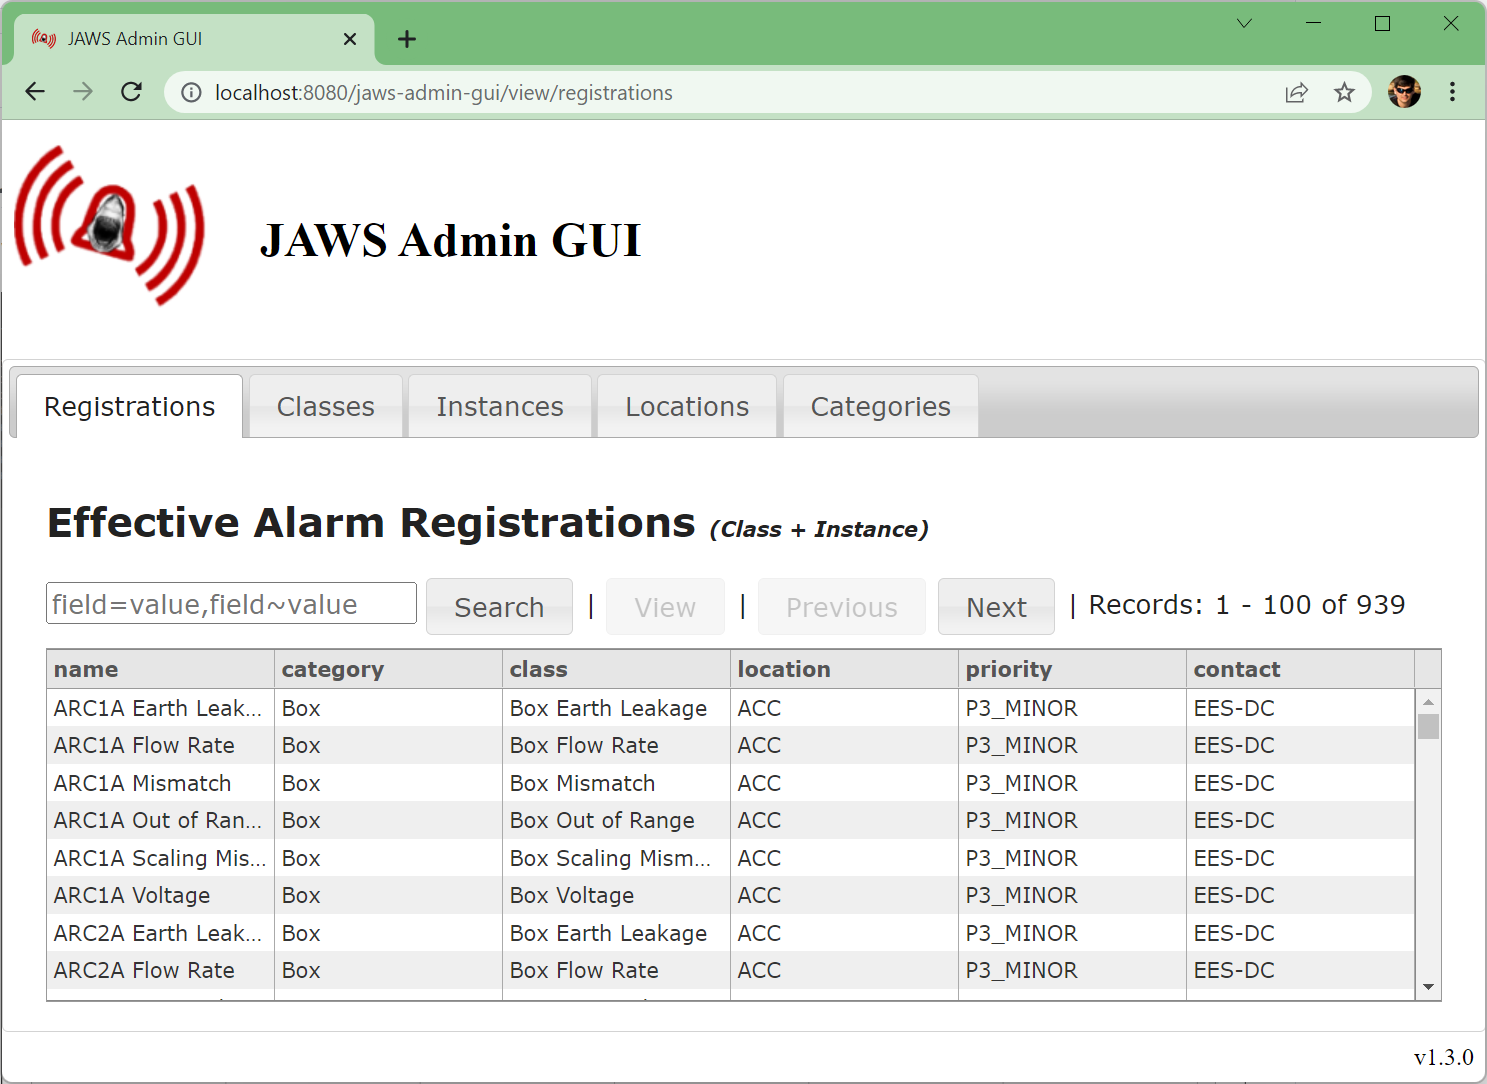 JAWS Admin GUI
localhost:8080/jaws-admin-gui/view/registrations
JAWS Admin GUI
Registrations Classes Instances Locations Categories
Effective Alarm Registrations (Class + Instance)
field=value,field~value Search | View | Previous Next | Records: 1 - 100 of 939
name category class location priority contact
ARC1A Earth Leak... Box Box Earth Leakage ACC P3_MINOR EES-DC
ARC1A Flow Rate Box Box Flow Rate ACC P3_MINOR EES-DC
ARC1A Mismatch Box Box Mismatch ACC P3_MINOR EES-DC
ARC1A Out of Ran... Box Box Out of Range ACC P3_MINOR EES-DC
ARC1A Scaling Mis... Box Box Scaling Mism... ACC P3_MINOR EES-DC
ARC1A Voltage Box Box Voltage ACC P3_MINOR EES-DC
ARC2A Earth Leak... Box Box Earth Leakage ACC P3_MINOR EES-DC
ARC2A Flow Rate Box Box Flow Rate ACC P3_MINOR EES-DC
v1.3.0